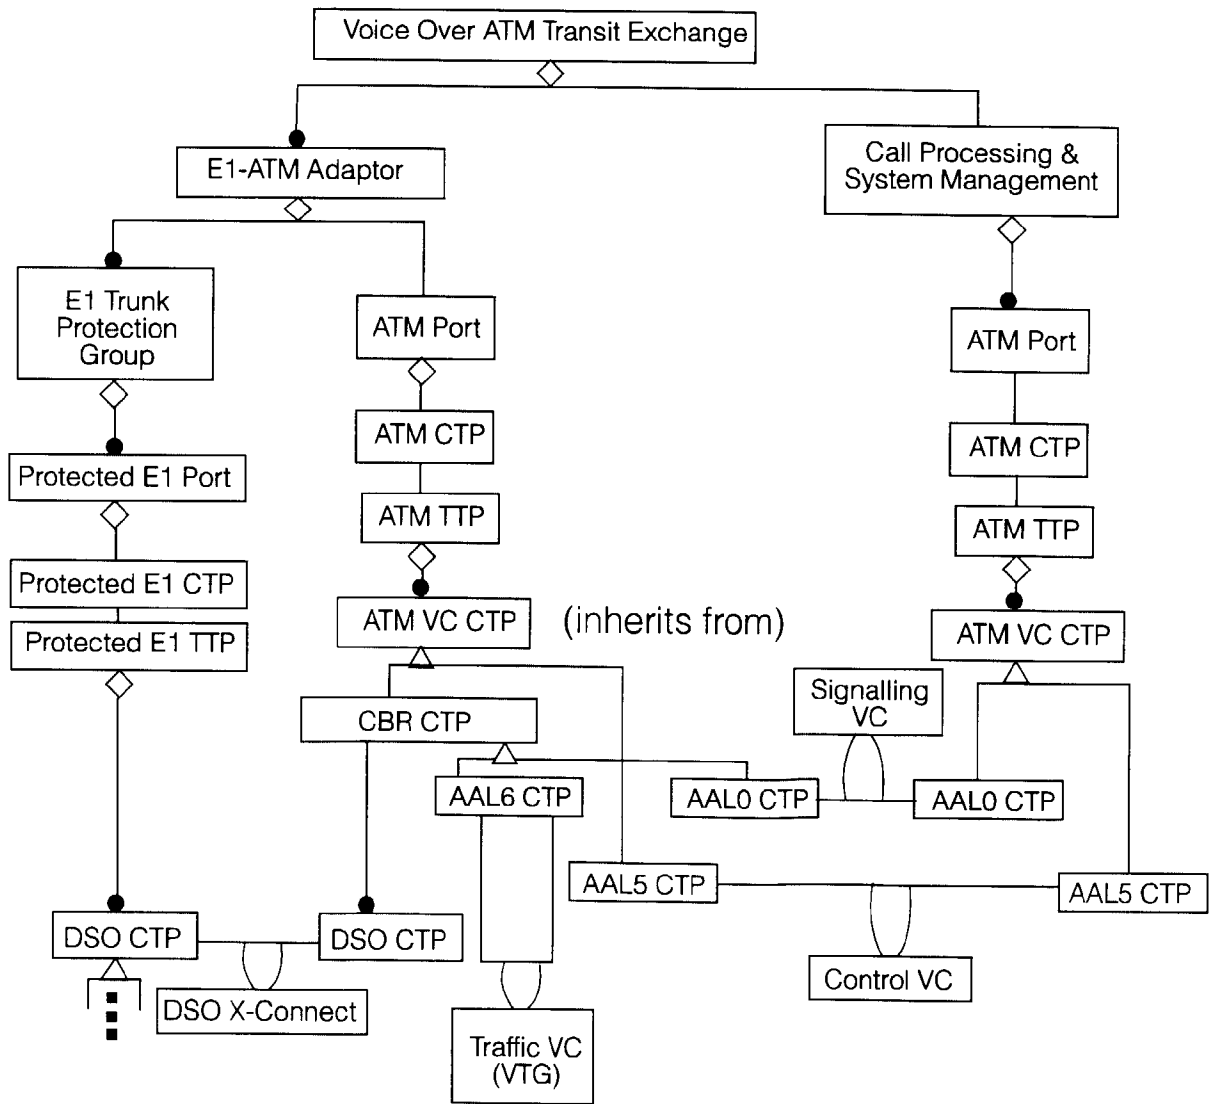 Voice Over ATM Transit Exchange
E1-ATM Adaptor
Call Processing &
System Management
E1 Trunk
Protection
Group
ATM Port
ATM Port
ATM CTP
ATM CTP
Protected E1 Port
ATM TTP
ATM TTP
Protected E1 CTP
Protected E1 TTP
ATM VC CTP
(inherits from)
ATM VC CTP
Signalling
VC
CBR CTP
AAL6 CTP
AAL0 CTP
AAL0 CTP
AAL5 CTP
AAL5 CTP
DSO CTP
DSO CTP
Control VC
DSO X-Connect
Traffic VC
(VTG)